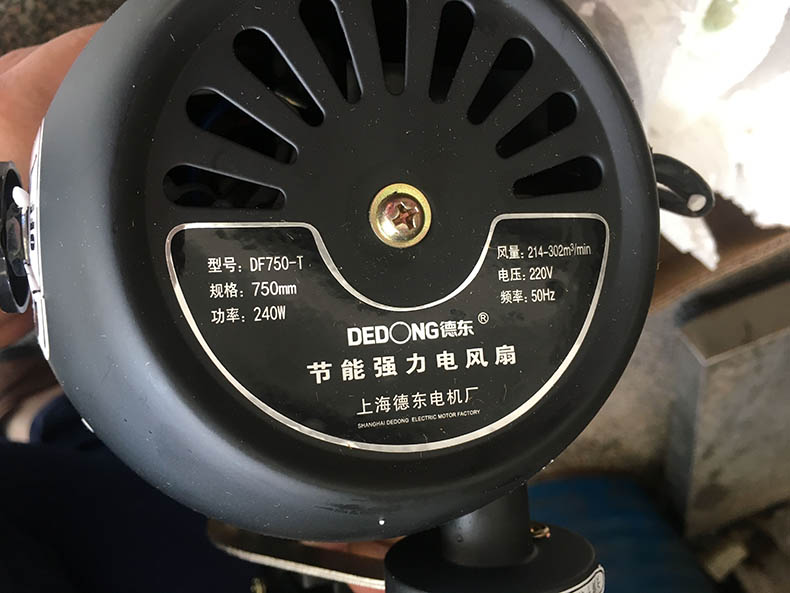 型号: DF750-T
规格: 750mm
功率: 240W
风量: 214-302m³/min
电压: 220V
频率: 50Hz
DEDONG德东®
节能强力电风扇
上海德东电机厂
SHANGHAI DEDONG ELECTRIC MOTOR FACTORY